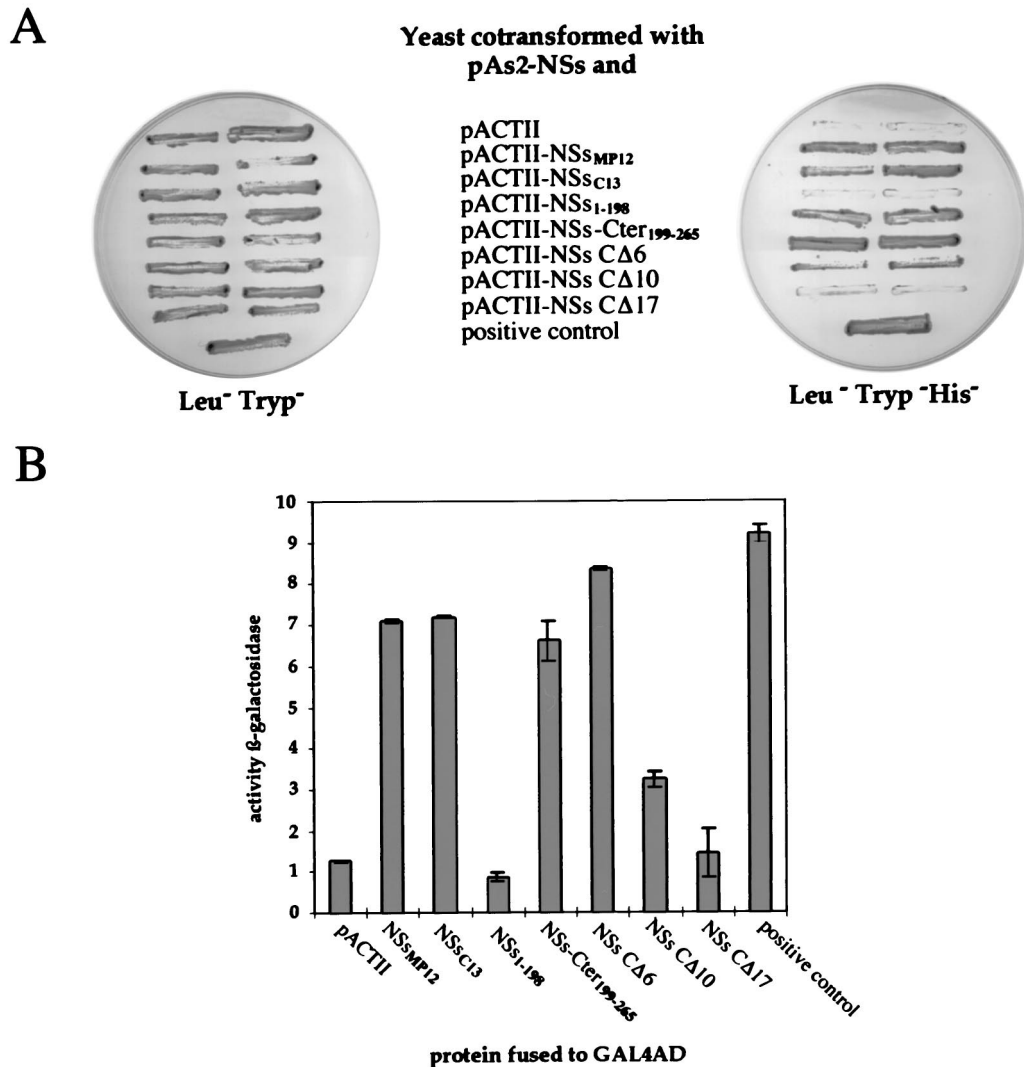 A
Yeast cotransformed with
pAs2-NSs and
pACTII
pACTII-NSsMP12
pACTII-NSsC13
pACTII-NSs1-198
pACTII-NSs-Cter199-265
pACTII-NSs CΔ6
pACTII-NSs CΔ10
pACTII-NSs CΔ17
positive control
Leu- Tryp-
Leu - Tryp -His-
B
10
9
8
7
6
5
4
3
2
1
0
activity ß-galactosidase
pACTII
NSsMP12
NSsC13
NSs1-198
NSs-Cter199-265
NSs CΔ6
NSs CΔ10
NSs CΔ17
positive control
protein fused to GAL4AD